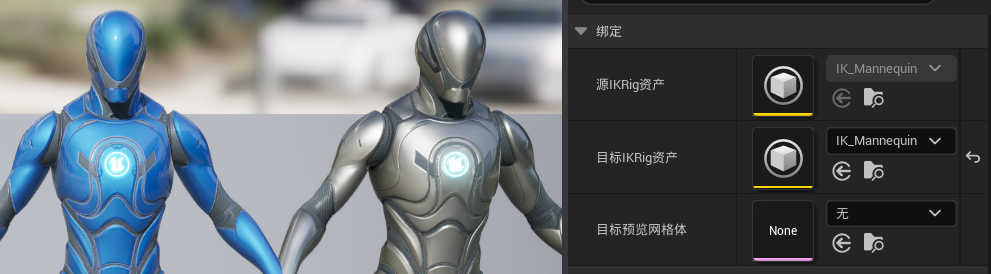 绑定
源IKRig资产
IK_Mannequin
目标IKRig资产
IK_Mannequin
目标预览网格体
None
无